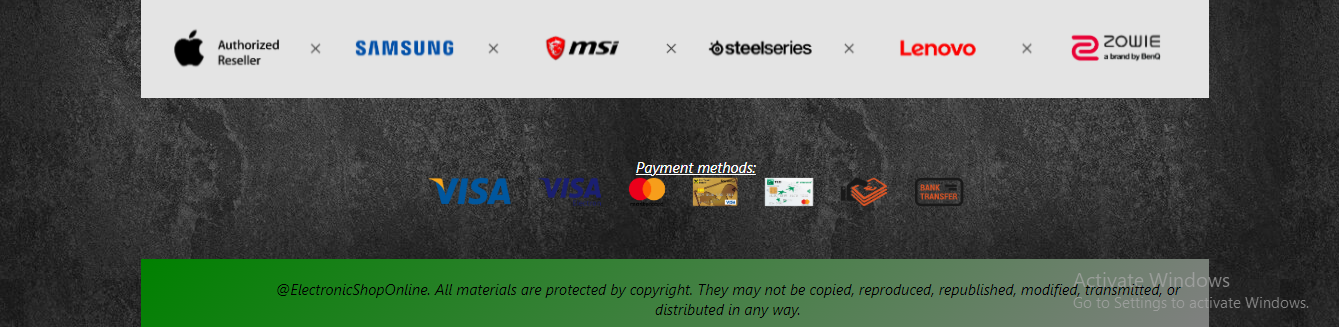 Authorized
Reseller
SAMSUNG
msi
steelseries
Lenovo
ZOWIE
a brand by BenQ
Payment methods:
VISA
VISA
VISA
BANK
TRANSFER
@ElectronicShopOnline. All materials are protected by copyright. They may not be copied, reproduced, republished, modified, transmitted, or
distributed in any way.
Activate Windows
Go to Settings to activate Windows.